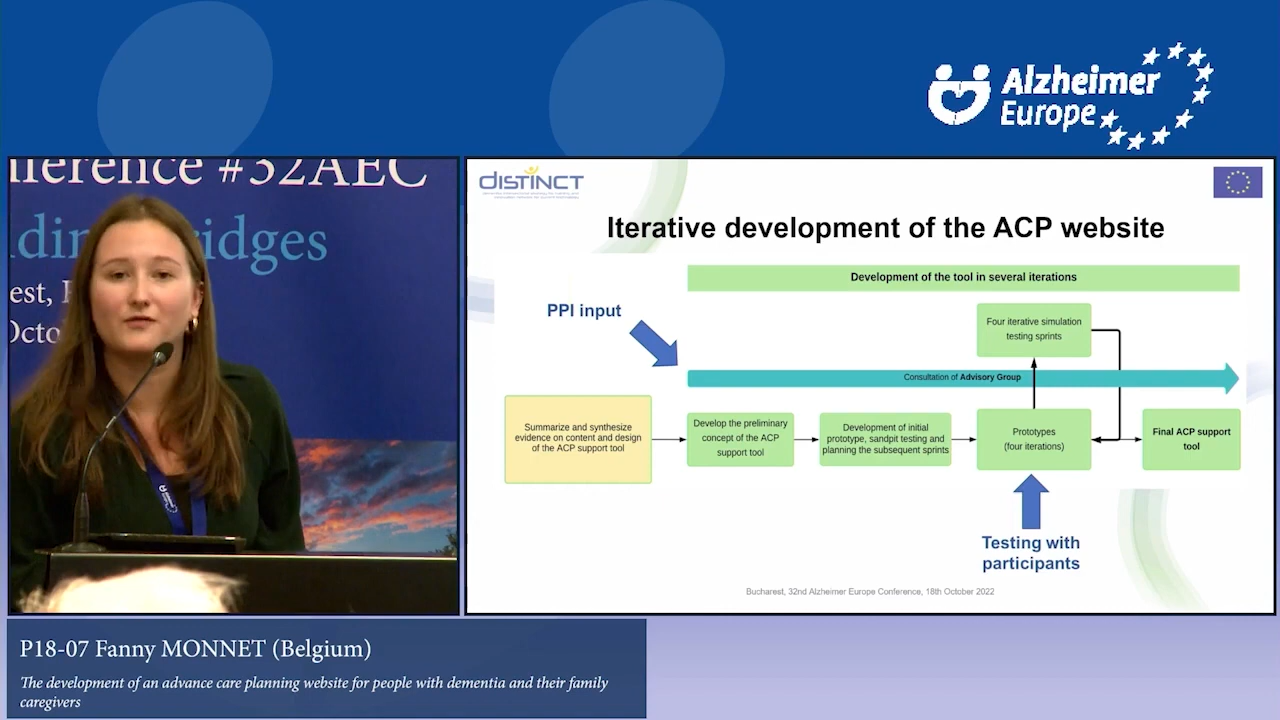 Alzheimer
Europe
nference #32AEC
ridges
est,
Octo
DISTINCT
Iterative development of the ACP website
Development of the tool in several iterations
PPI input
Four iterative simulation
testing sprints
Consultation of Advisory Group
Summarize and synthesize
evidence on content and design
of the ACP support tool
Develop the preliminary
concept of the ACP
support tool
Development of initial
prototype, sandpit testing and
planning the subsequent sprints
Prototypes
(four iterations)
Final ACP support
tool
Testing with
participants
Bucharest, 32nd Alzheimer Europe Conference, 18th October 2022
P18-07 Fanny MONNET (Belgium)
The development of an advance care planning website for people with dementia and their family
caregivers